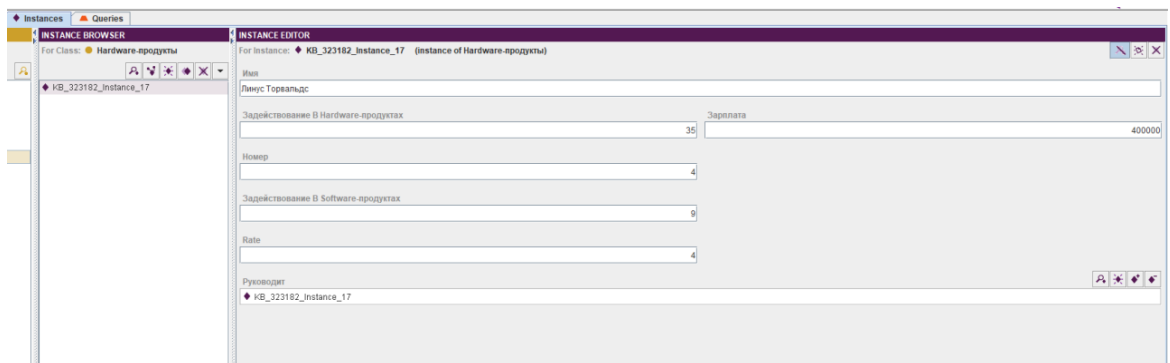 Instances Queries
INSTANCE BROWSER
For Class: Hardware-продукты
KB_323182_Instance_17
INSTANCE EDITOR
For Instance: KB_323182_Instance_17 (instance of Hardware-продукты)
Имя
Линус Торвальдс
Задействование В Hardware-продуктах Зарплата
35 400000
Номер
4
Задействование В Software-продуктах
9
Rate
4
Руководит
KB_323182_Instance_17